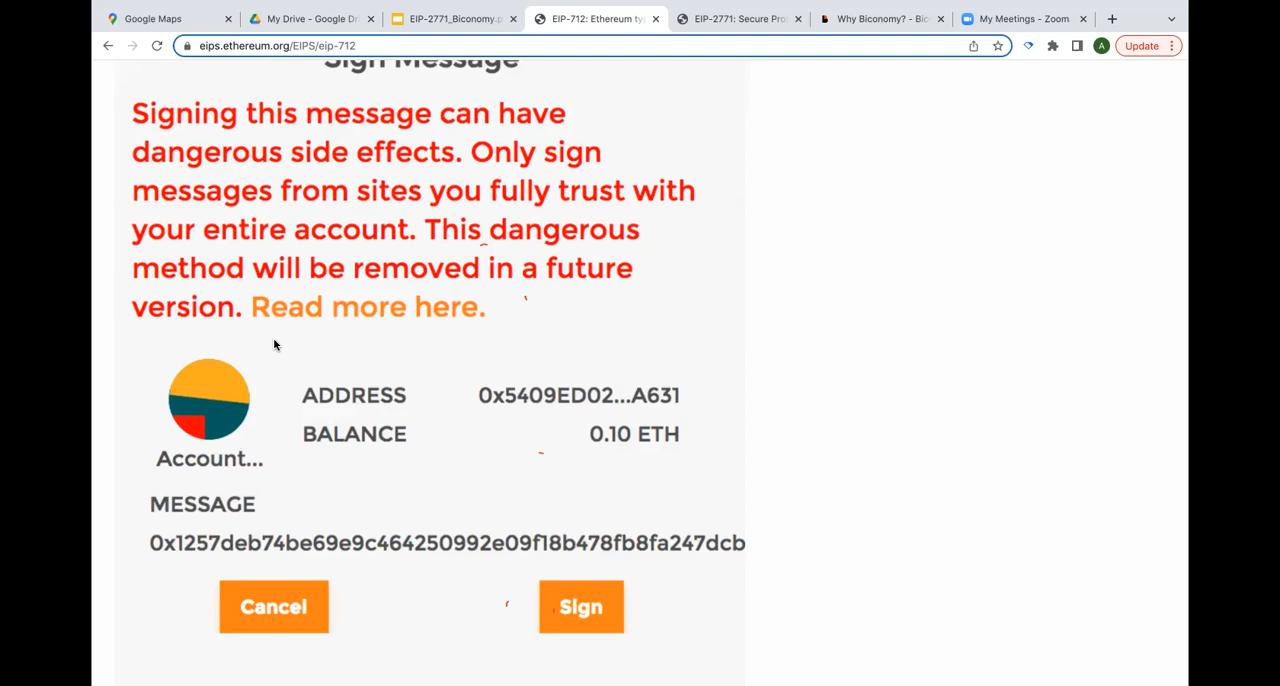 Google Maps
My Drive - Google Dr
EIP-2771_Biconomy.p
EIP-712: Ethereum ty
EIP-2771: Secure Pro
Why Biconomy? - Bic
My Meetings - Zoom
eips.ethereum.org/EIPS/eip-712
A
Update
Sign Message
Signing this message can have
dangerous side effects. Only sign
messages from sites you fully trust with
your entire account. This dangerous
method will be removed in a future
version. Read more here.
ADDRESS 0x5409ED02...A631
BALANCE 0.10 ETH
Account...
MESSAGE
0x1257deb74be69e9c464250992e09f18b478fb8fa247dcb
Cancel Sign